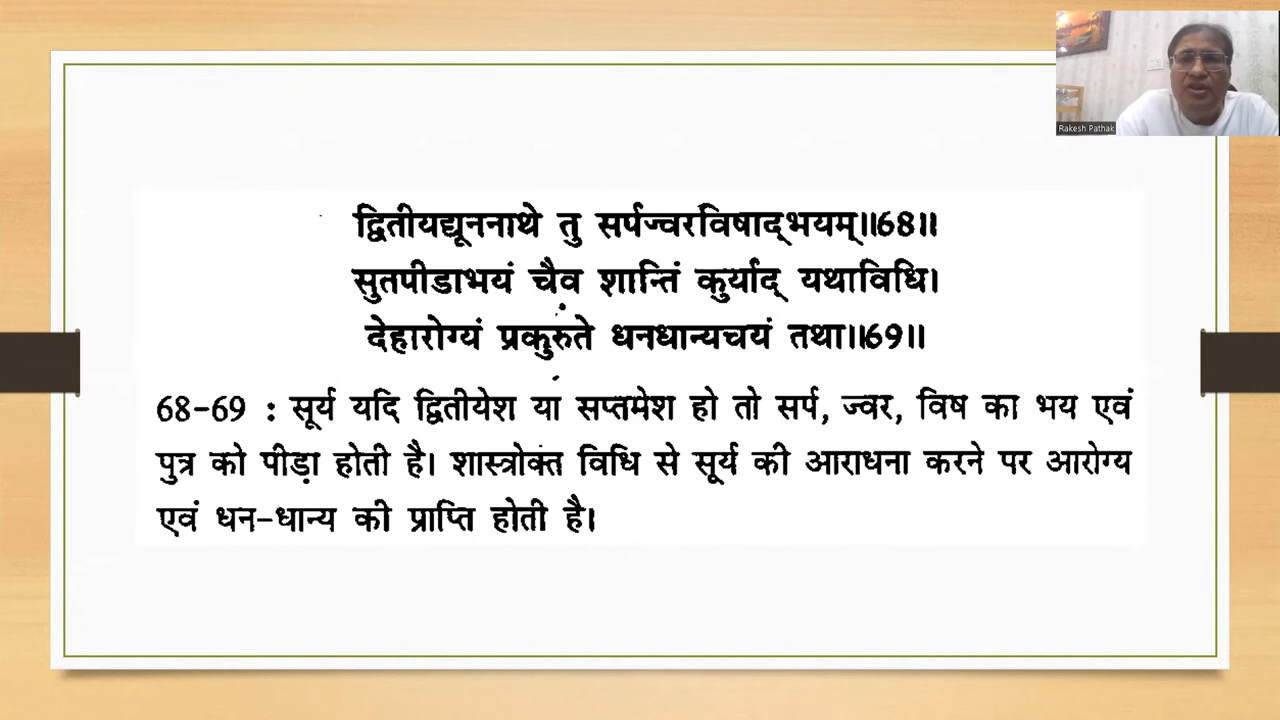 Rakesh Pathak
द्वितीयद्यूननाथे तु सर्पज्वरविषाद्भयम्॥68॥
सुतपीडाभयं चैव शान्तिं कुर्याद् यथाविधि।
देहारोग्यं प्रकुरुते धनधान्यचयं तथा॥69॥
68-69 : सूर्य यदि द्वितीयेश या सप्तमेश हो तो सर्प, ज्वर, विष का भय एवं
पुत्र को पीड़ा होती है। शास्त्रोक्त विधि से सूर्य की आराधना करने पर आरोग्य
एवं धन-धान्य की प्राप्ति होती है।